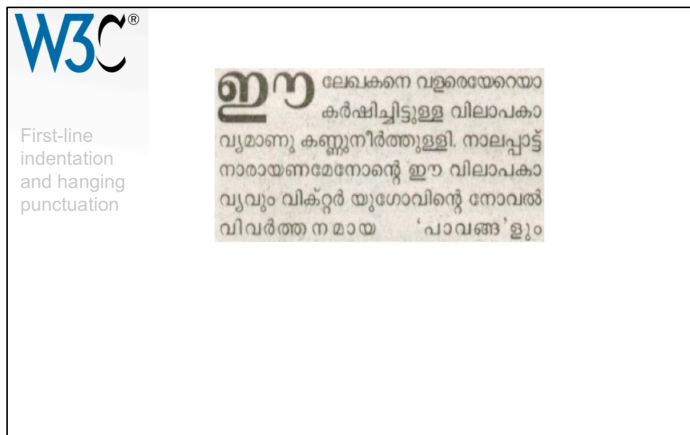 W3C®
First-line
indentation
and hanging
punctuation
ഈ ലേഖകനെ വളരെയേറെയാ
കർഷിച്ചിട്ടുള്ള വിലാപകാ
വ്യമാണു കണ്ണുനീർത്തുള്ളി. നാലപ്പാട്ട്
നാരായണമേനോന്റെ ഈ വിലാപകാ
വ്യവും വിക്റ്റർ യുഗോവിന്റെ നോവൽ
വിവർത്തനമായ ‘പാവങ്ങ’ളും